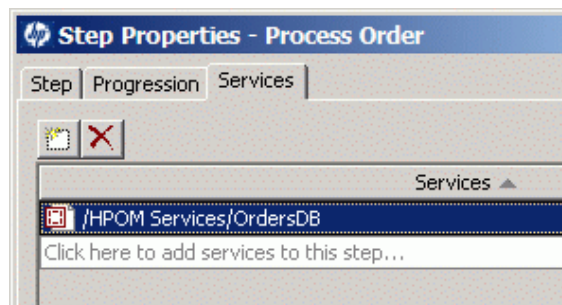 Step Properties - Process Order
Step Progression Services
Services
/HPOM Services/OrdersDB
Click here to add services to this step...